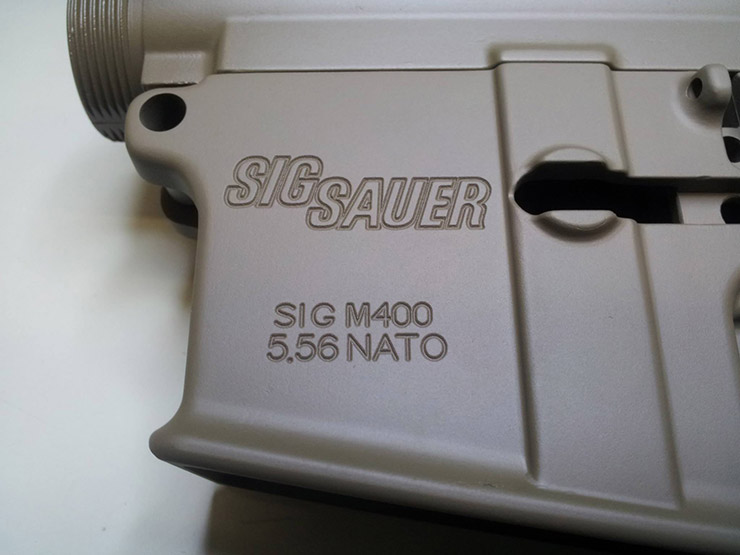 SIG SAUER
SIG M400
5.56 NATO